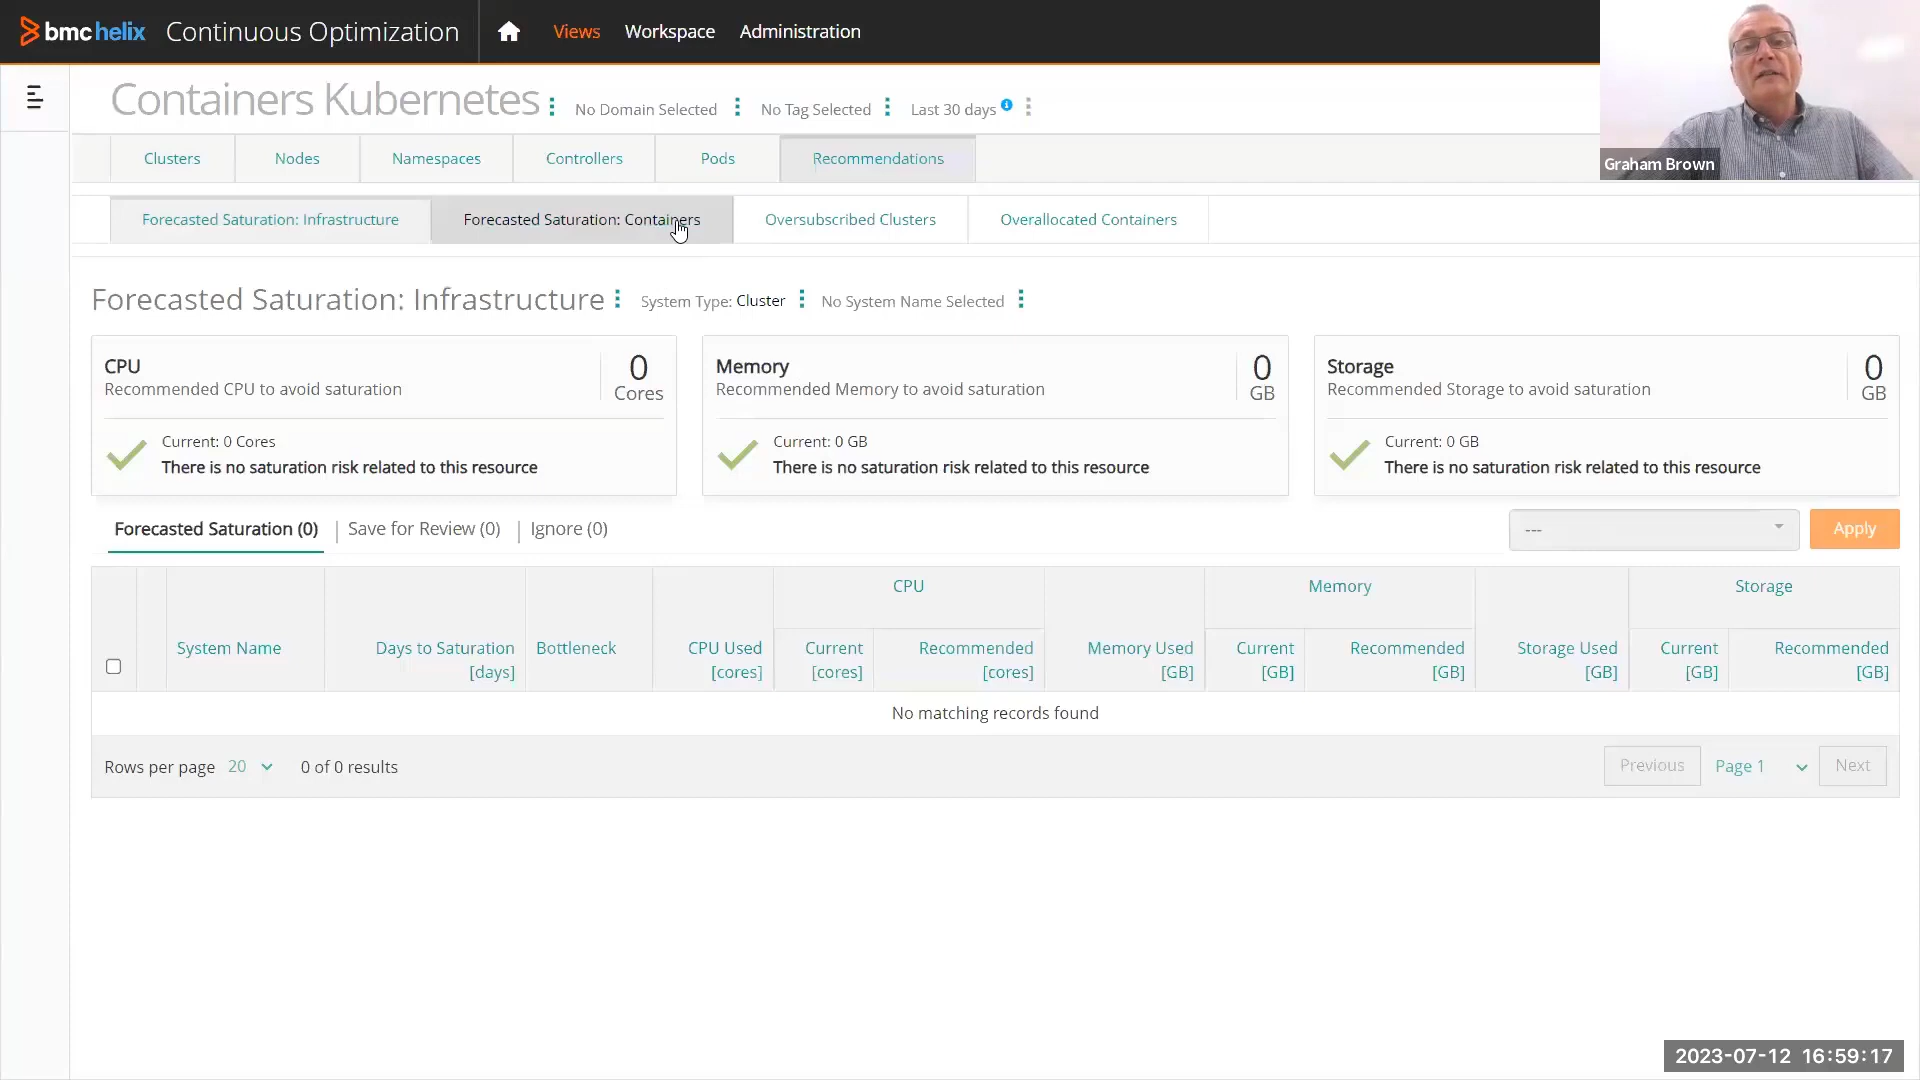 bmc helix Continuous Optimization Views Workspace Administration
Containers Kubernetes No Domain Selected No Tag Selected Last 30 days
Graham Brown
Clusters Nodes Namespaces Controllers Pods Recommendations
Forecasted Saturation: Infrastructure Forecasted Saturation: Containers Oversubscribed Clusters Overallocated Containers
Forecasted Saturation: Infrastructure System Type: Cluster No System Name Selected
CPU
Recommended CPU to avoid saturation
0
Cores
Current: 0 Cores
There is no saturation risk related to this resource
Memory
Recommended Memory to avoid saturation
0
GB
Current: 0 GB
There is no saturation risk related to this resource
Storage
Recommended Storage to avoid saturation
0
GB
Current: 0 GB
There is no saturation risk related to this resource
Forecasted Saturation (0) | Save for Review (0) | Ignore (0)
---
Apply
CPU Memory Storage
System Name Days to Saturation Bottleneck CPU Used Current Recommended Memory Used Current Recommended Storage Used Current Recommended
[days] [cores] [cores] [cores] [GB] [GB] [GB] [GB] [GB] [GB]
No matching records found
Rows per page 20 0 of 0 results Previous Page 1 Next
2023-07-12 16:59:17